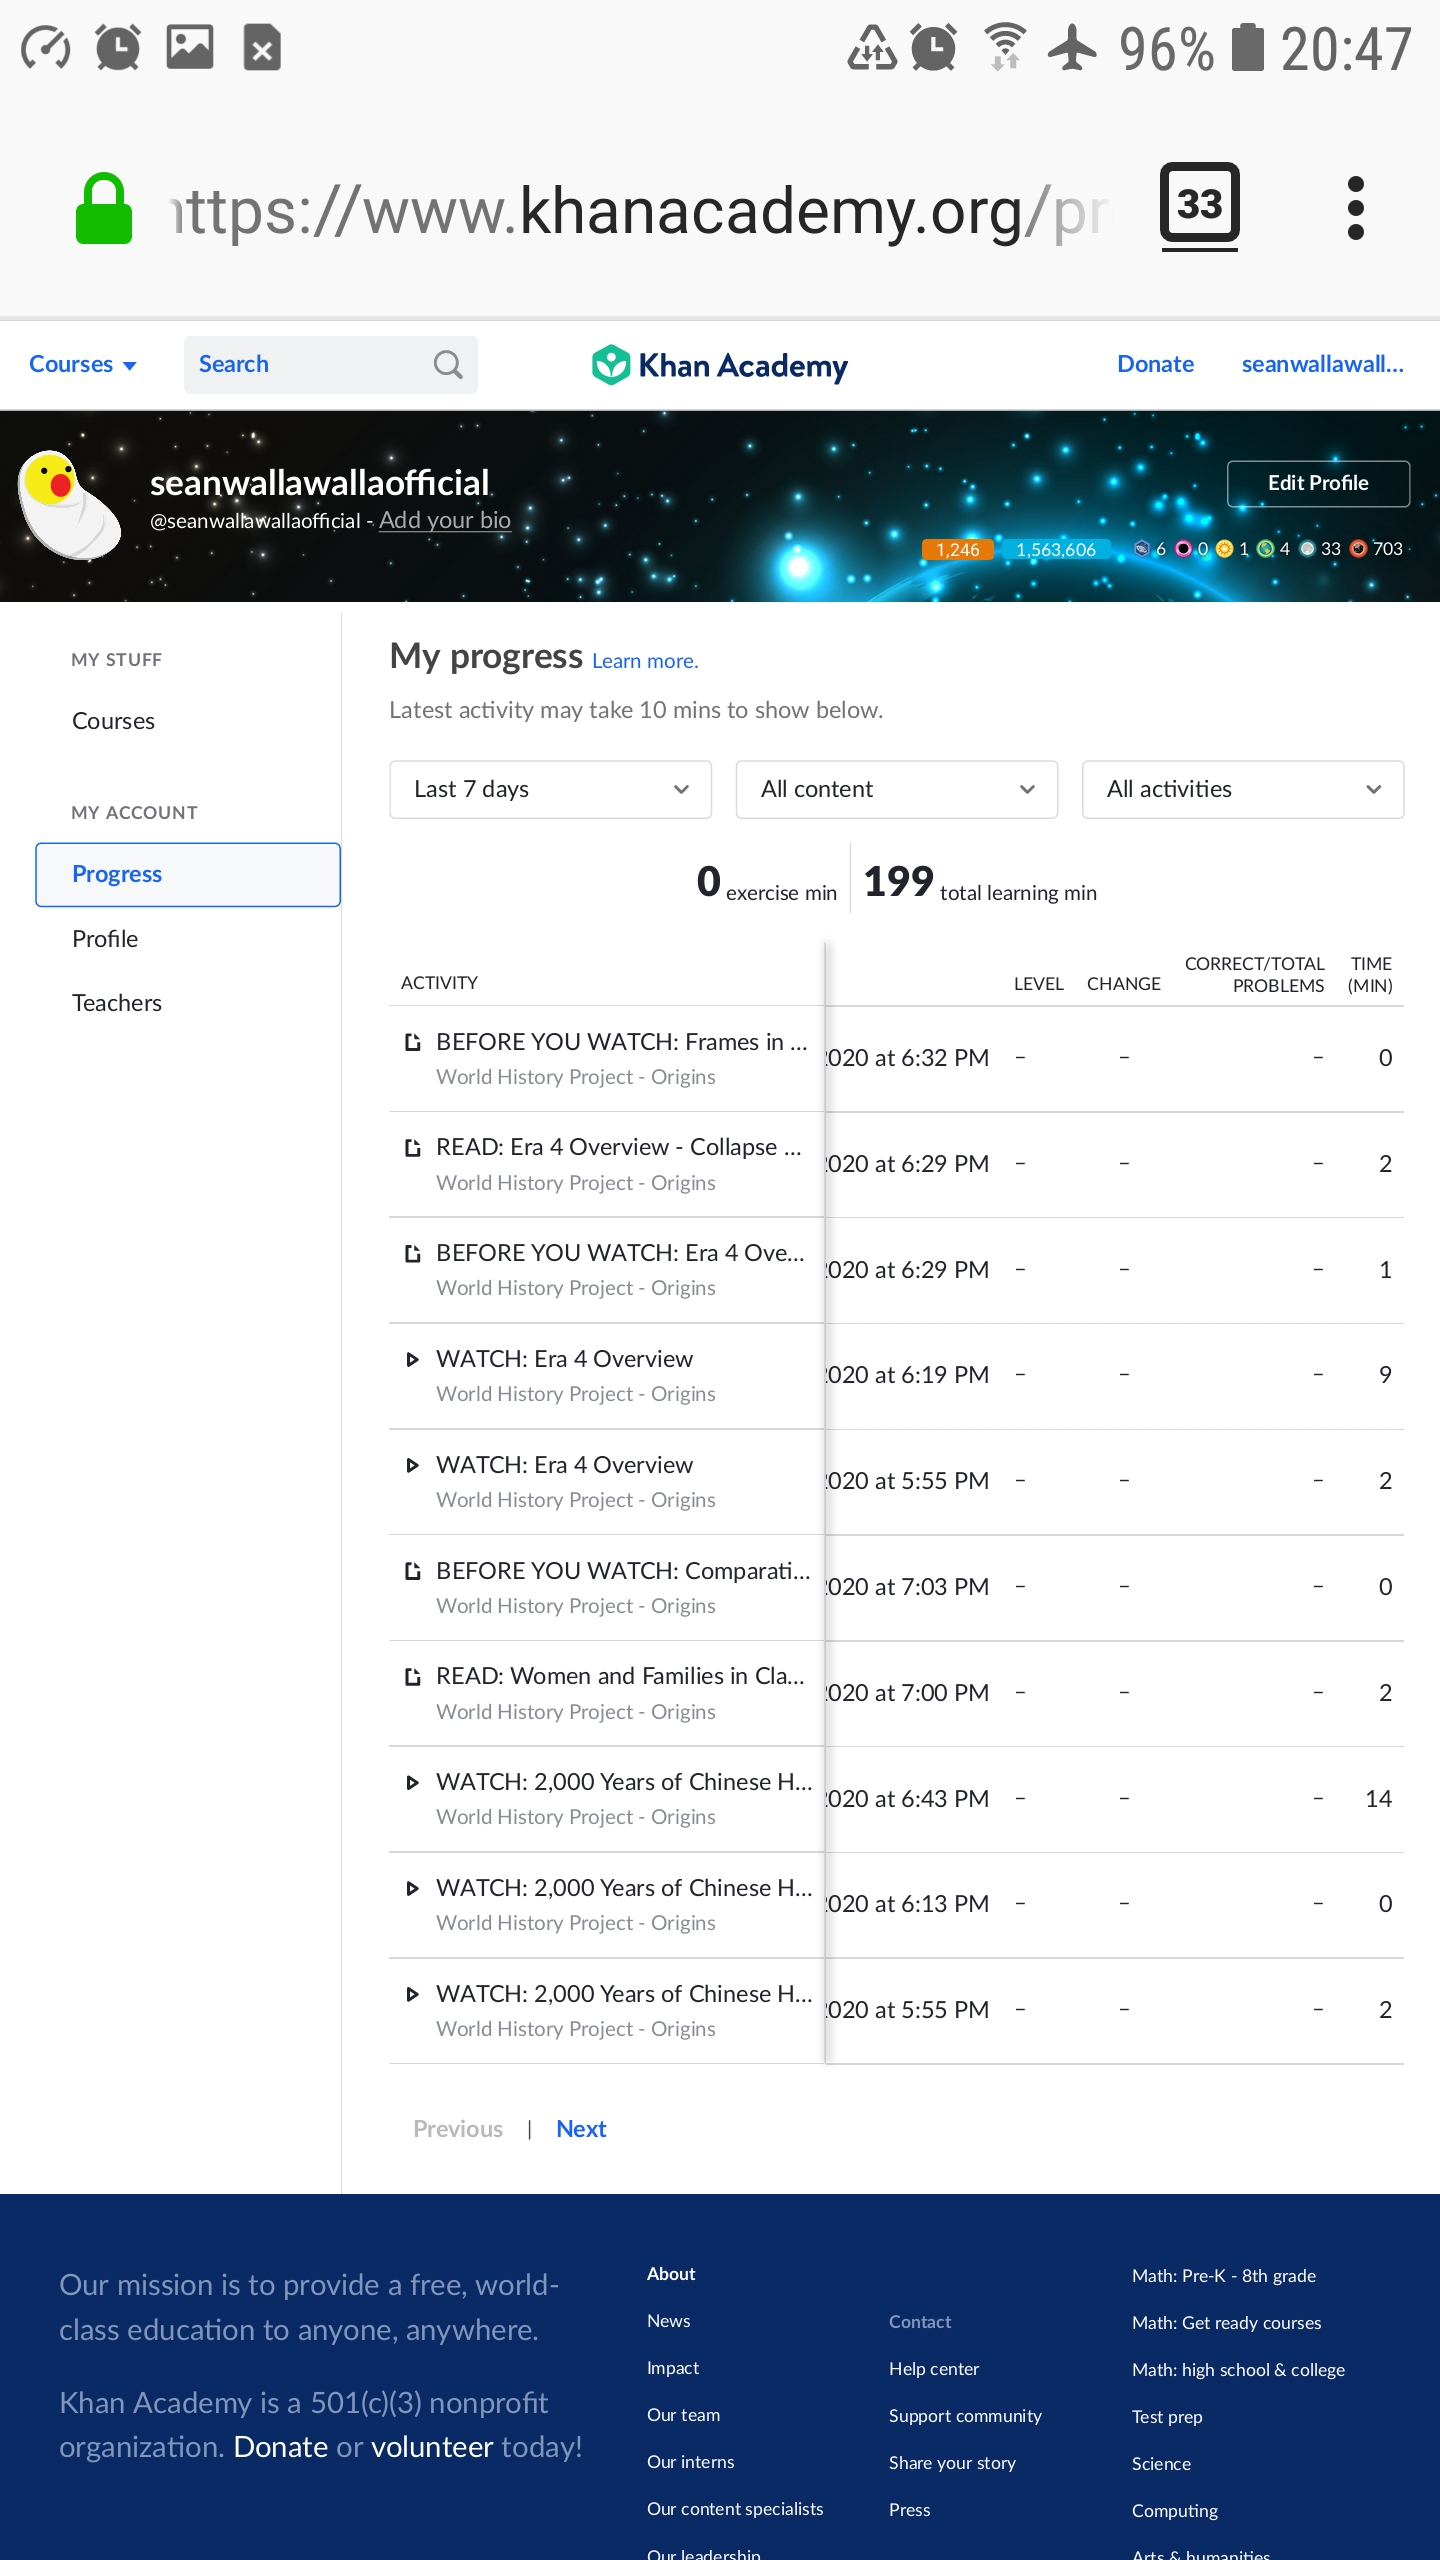 96% 20:47
https://www.khanacademy.org/pr
33
Courses
Search
Khan Academy
Donate
seanwallawall...
seanwallawallaofficial
@seanwallawallaofficial - Add your bio
Edit Profile
1,246 1,563,606 6 0 1 4 33 703
MY STUFF
Courses
MY ACCOUNT
Progress
Profile
Teachers
My progress Learn more.
Latest activity may take 10 mins to show below.
Last 7 days
All content
All activities
0 exercise min
199 total learning min
ACTIVITY LEVEL CHANGE CORRECT/TOTAL PROBLEMS TIME (MIN)
BEFORE YOU WATCH: Frames in ...
World History Project - Origins
2020 at 6:32 PM – – – 0
READ: Era 4 Overview - Collapse ...
World History Project - Origins
2020 at 6:29 PM – – – 2
BEFORE YOU WATCH: Era 4 Ove...
World History Project - Origins
2020 at 6:29 PM – – – 1
WATCH: Era 4 Overview
World History Project - Origins
2020 at 6:19 PM – – – 9
WATCH: Era 4 Overview
World History Project - Origins
2020 at 5:55 PM – – – 2
BEFORE YOU WATCH: Comparati...
World History Project - Origins
2020 at 7:03 PM – – – 0
READ: Women and Families in Cla...
World History Project - Origins
2020 at 7:00 PM – – – 2
WATCH: 2,000 Years of Chinese H...
World History Project - Origins
2020 at 6:43 PM – – – 14
WATCH: 2,000 Years of Chinese H...
World History Project - Origins
2020 at 6:13 PM – – – 0
WATCH: 2,000 Years of Chinese H...
World History Project - Origins
2020 at 5:55 PM – – – 2
Previous | Next
Our mission is to provide a free, world-
class education to anyone, anywhere.
Khan Academy is a 501(c)(3) nonprofit
organization. Donate or volunteer today!
About
News
Impact
Our team
Our interns
Our content specialists
Our leadership
Contact
Help center
Support community
Share your story
Press
Math: Pre-K - 8th grade
Math: Get ready courses
Math: high school & college
Test prep
Science
Computing
Arts & humanities